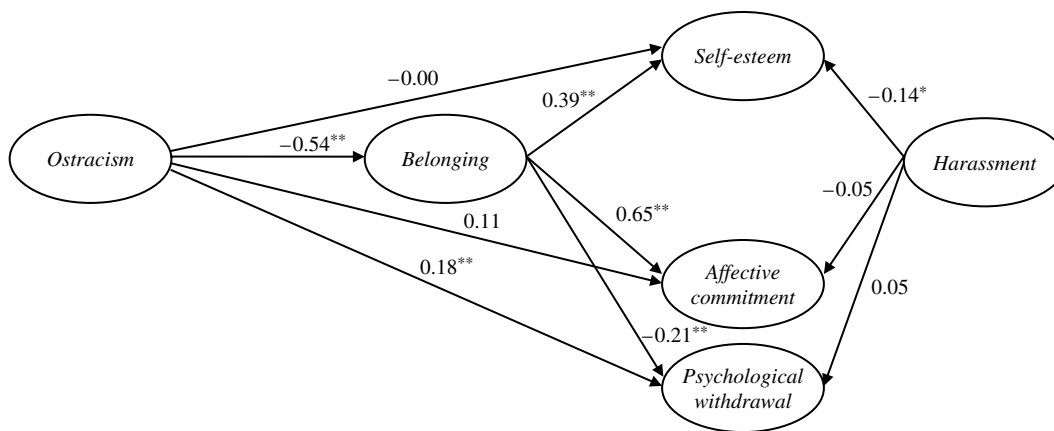 Self-esteem
−0.00
0.39**
−0.14*
Ostracism
−0.54**
Belonging
Harassment
−0.05
0.65**
0.11
0.18**
Affective
commitment
0.05
−0.21**
Psychological
withdrawal